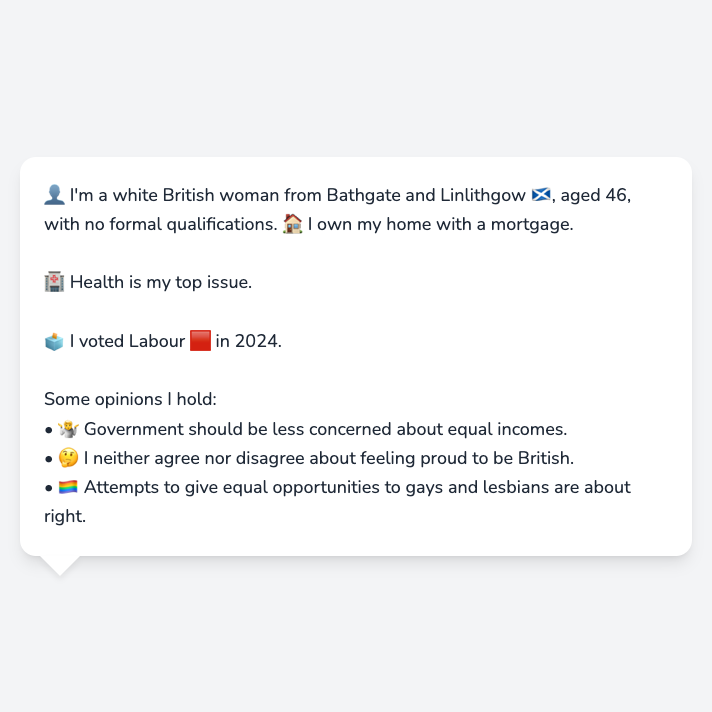 👤 I'm a white British woman from Bathgate and Linlithgow 🏴󠁧󠁢󠁳󠁣󠁴󠁿, aged 46,
with no formal qualifications. 🏠 I own my home with a mortgage.
🏥 Health is my top issue.
🗳️ I voted Labour 🟥 in 2024.
Some opinions I hold:
• 🤷 Government should be less concerned about equal incomes.
• 🤔 I neither agree nor disagree about feeling proud to be British.
• 🏳️‍🌈 Attempts to give equal opportunities to gays and lesbians are about
right.